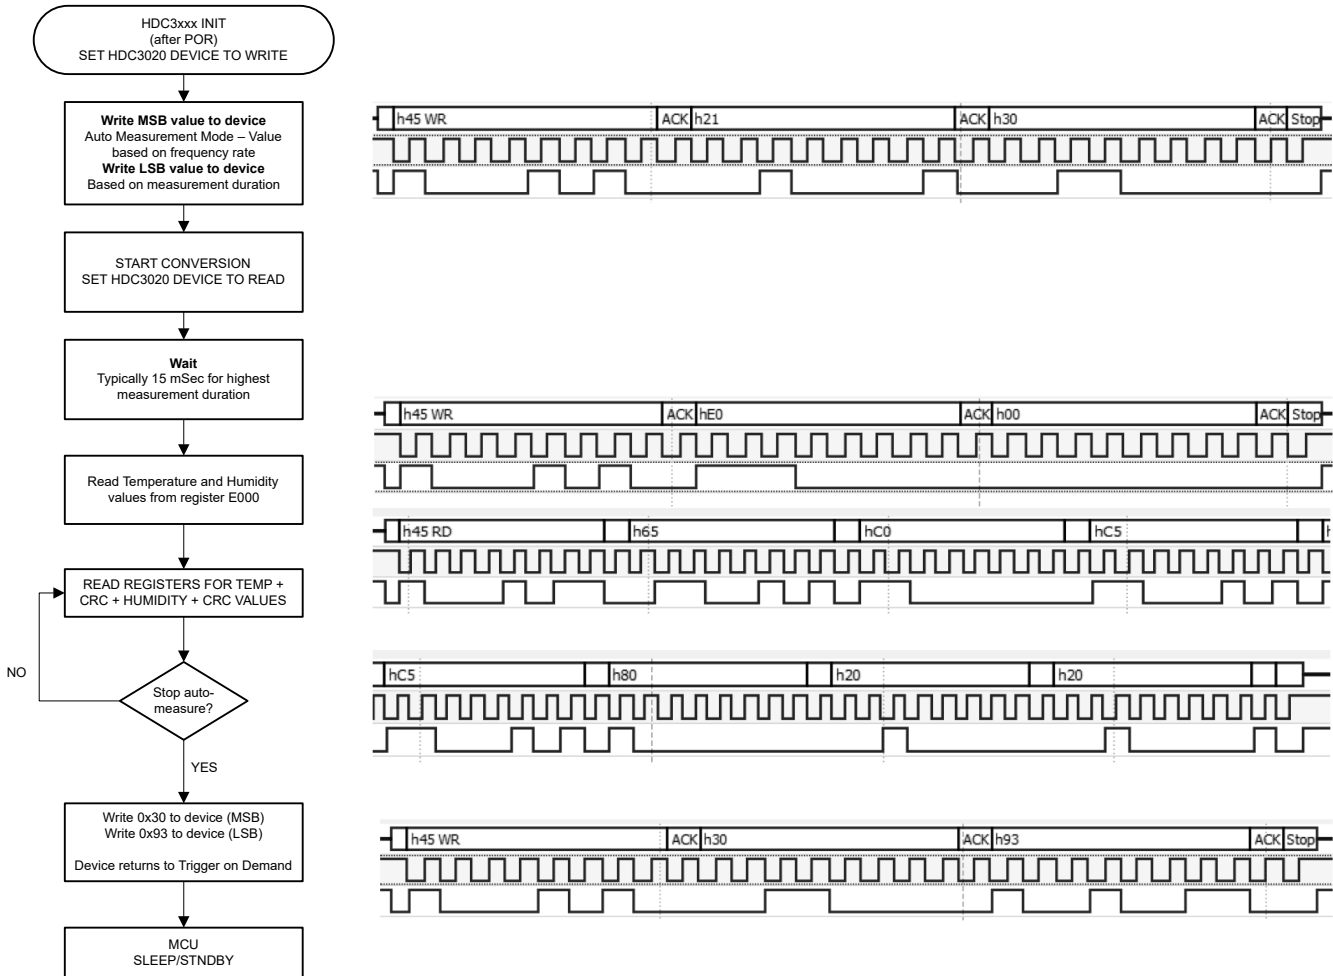 HDC3xxx INIT
(after POR)
SET HDC3020 DEVICE TO WRITE
Write MSB value to device
Auto Measurement Mode – Value
based on frequency rate
Write LSB value to device
Based on measurement duration
h45 WR ACK h21 ACK h30 ACK Stop
START CONVERSION
SET HDC3020 DEVICE TO READ
Wait
Typically 15 mSec for highest
measurement duration
h45 WR ACK hE0 ACK h00 ACK Stop
Read Temperature and Humidity
values from register E000
h45 RD h65 hC0 hC5
READ REGISTERS FOR TEMP +
CRC + HUMIDITY + CRC VALUES
NO
Stop auto-
measure?
hC5 h80 h20 h20
YES
Write 0x30 to device (MSB)
Write 0x93 to device (LSB)
Device returns to Trigger on Demand
h45 WR ACK h30 ACK h93 ACK Stop
MCU
SLEEP/STNDBY